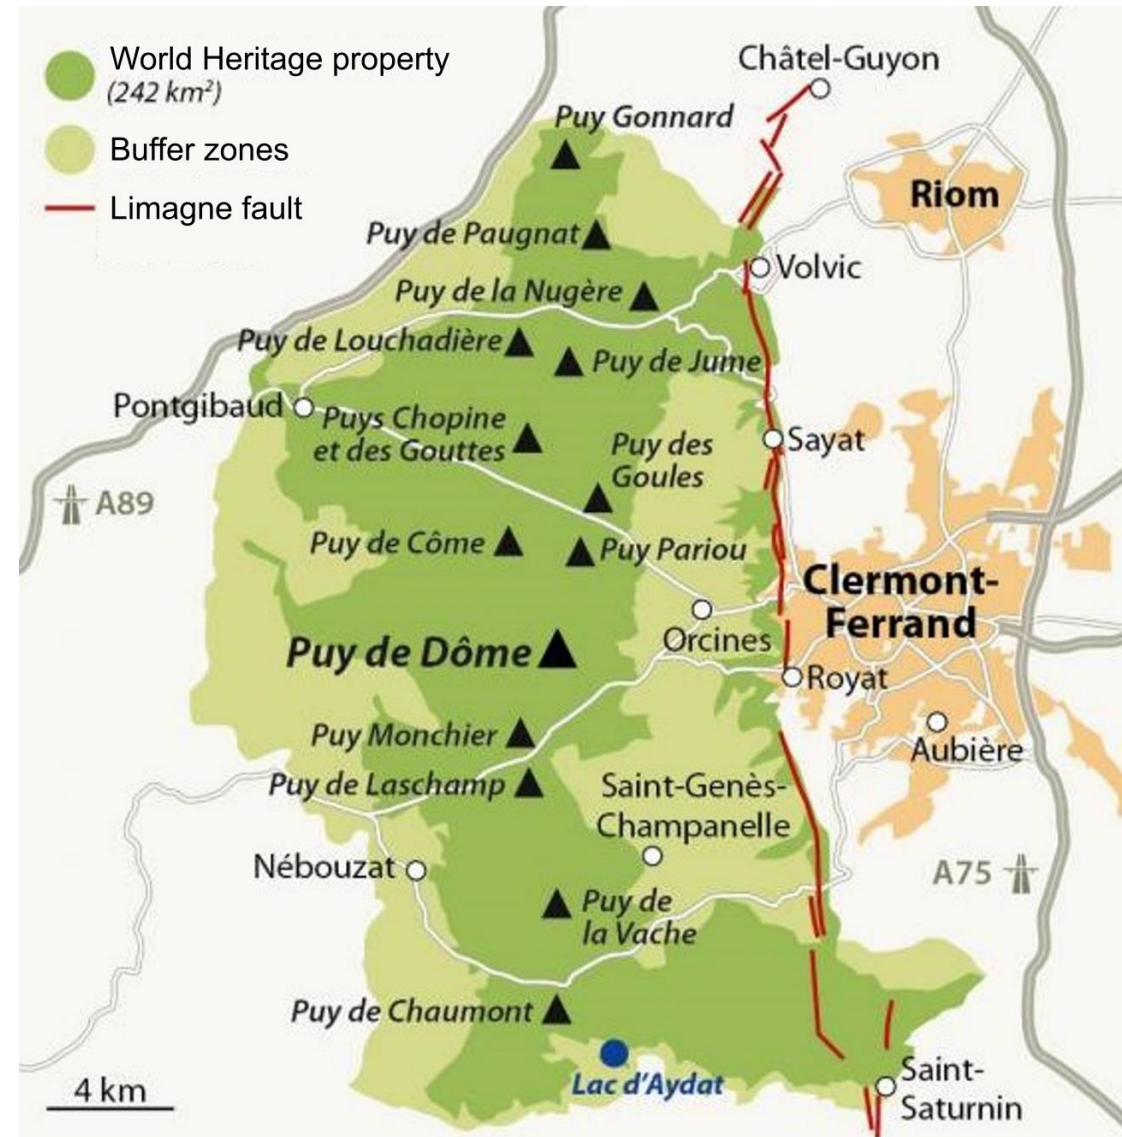 World Heritage property
(242 km²)
Buffer zones
Limagne fault
Châtel-Guyon
Puy Gonnard
Riom
Puy de Paugnat
Volvic
Puy de la Nugère
Puy de Louchadière
Puy de Jume
Pontgibaud
Puys Chopine
et des Gouttes
Puy des
Goules
Sayat
A89
Puy de Côme
Puy Pariou
Clermont-
Ferrand
Orcines
Puy de Dôme
Royat
Aubière
Puy Monchier
Puy de Laschamp
Saint-Genès-
Champanelle
Nébouzat
A75
Puy de
la Vache
Puy de Chaumont
Lac d'Aydat
Saint-
Saturnin
4 km